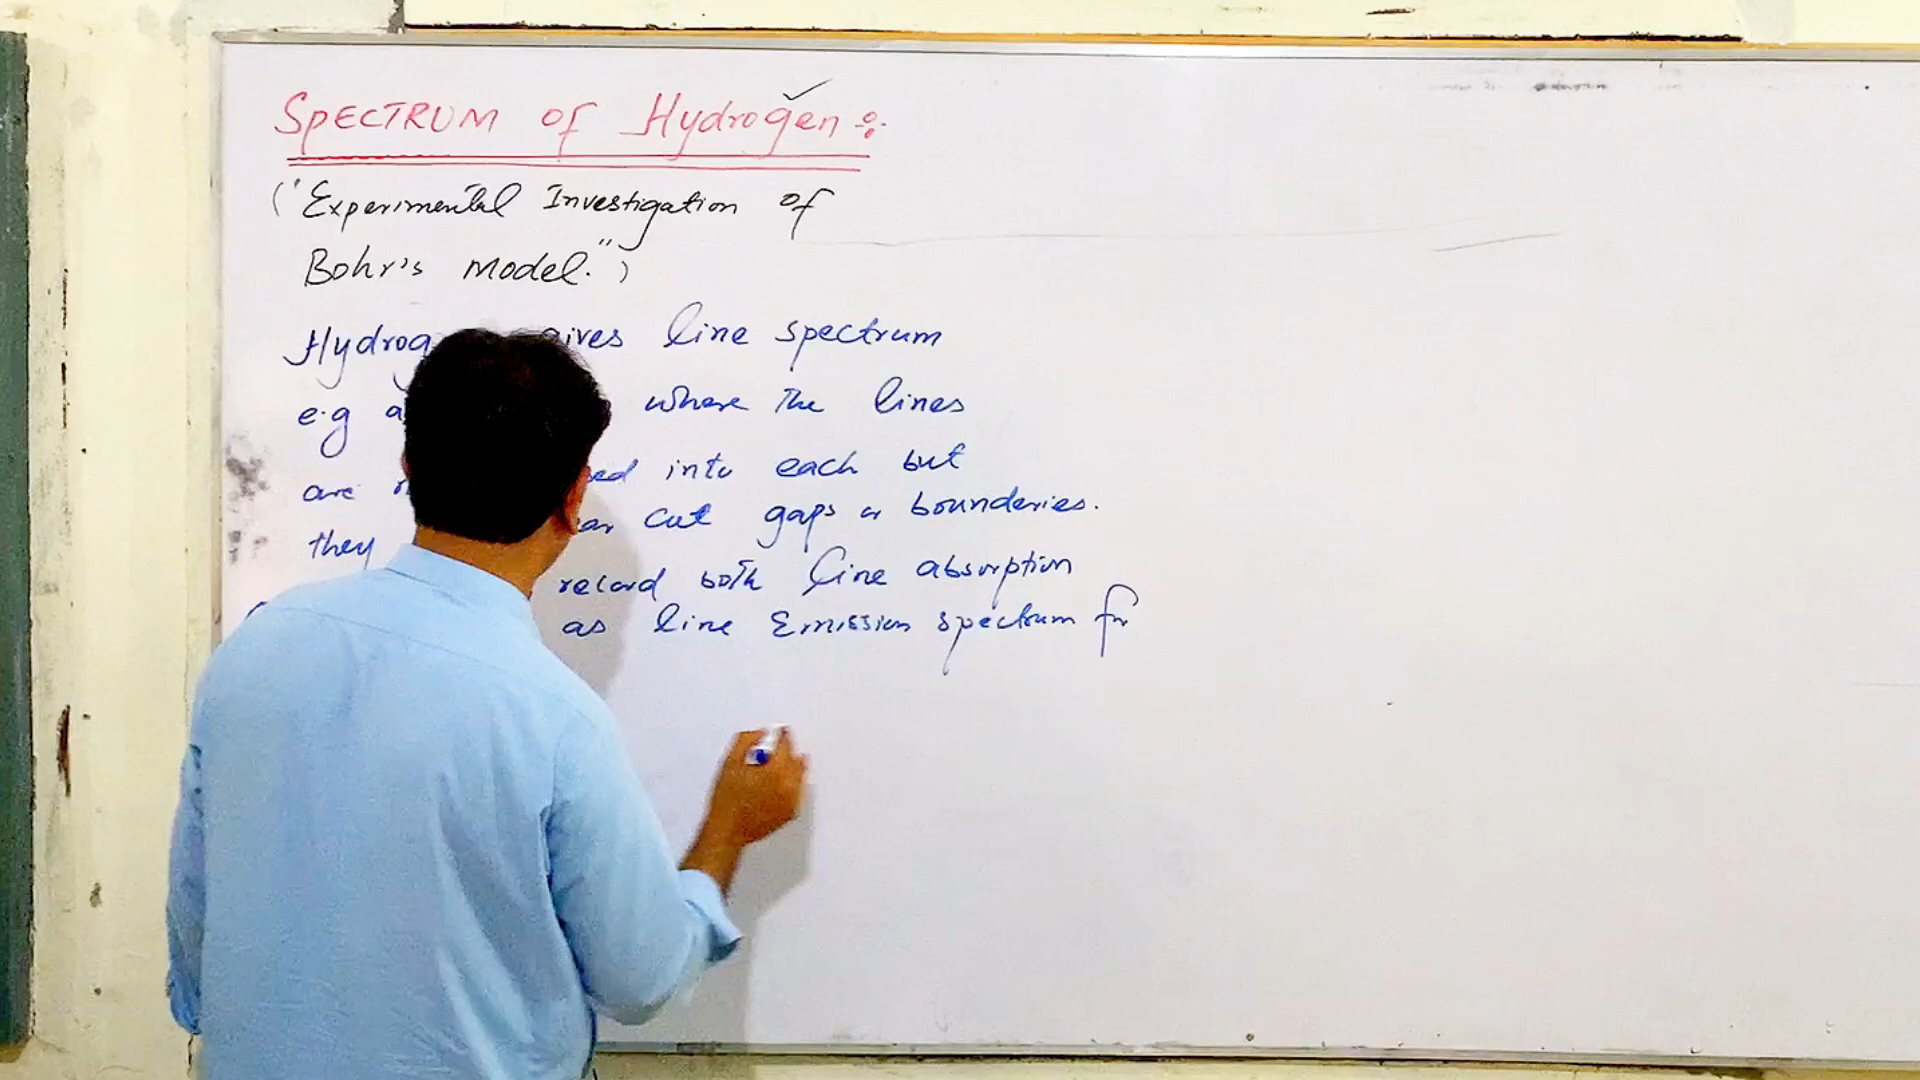 SPECTRUM of Hydrogen :-
("Experimental Investigation of
Bohr's model.")
Hydrog gives line spectrum
e.g a where the lines
are into each but
they cut gaps or bounderies.
record both line absorption
as line Emission spectrum for